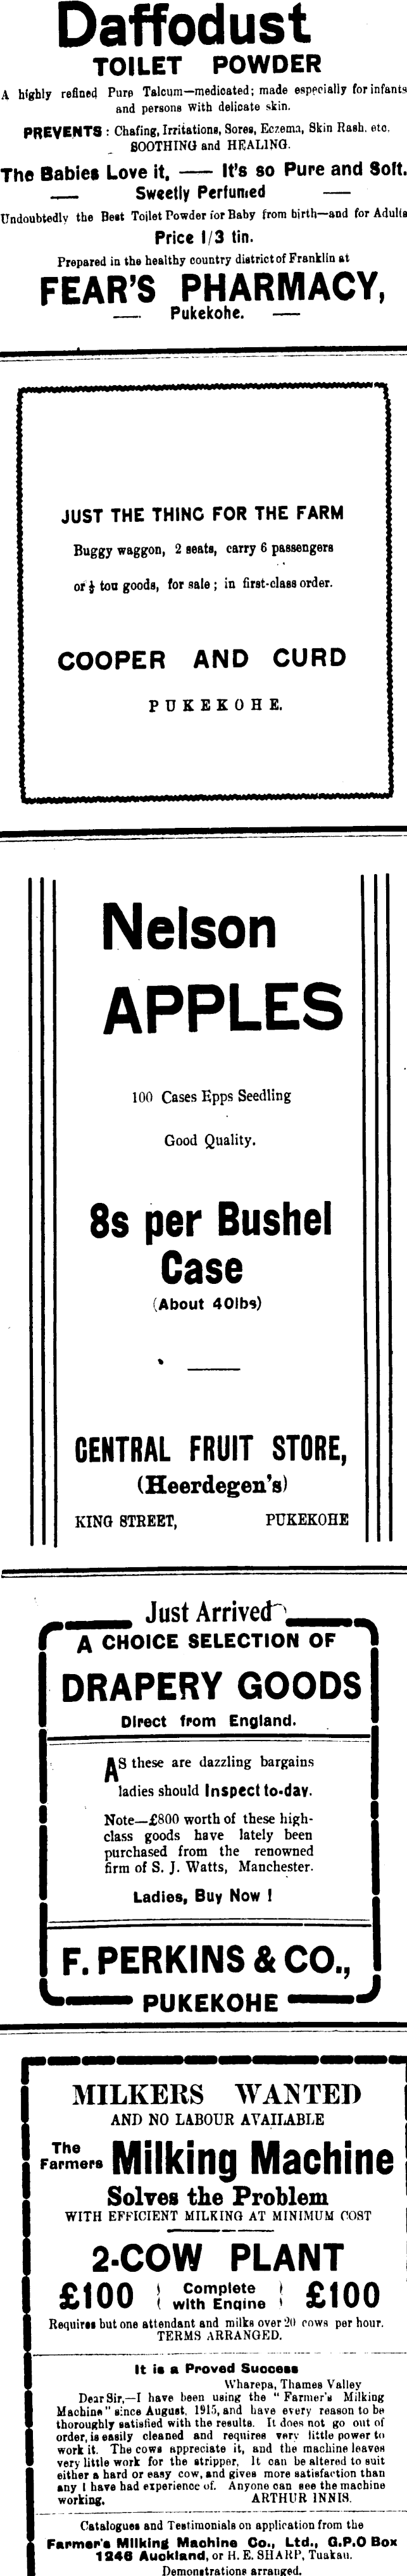 Daffodust
TOILET POWDER
A highly refined Pure Talcum—medicated; made especially for infants
and persons with delicate skin.
PREVENTS : Chafing, Irritations, Sores, Eczema, Skin Rash. etc.
SOOTHING and HEALING.
The Babies Love it. — It's so Pure and Soft.
— Sweetly Perfumed —
Undoubtedly the Best Toilet Powder for Baby from birth—and for Adults
Price 1/3 tin.
Prepared in the healthy country district of Franklin at
FEAR'S PHARMACY,
— Pukekohe. —
JUST THE THING FOR THE FARM
Buggy waggon, 2 seats, carry 6 passengers
or ½ ton goods, for sale ; in first-class order.
COOPER AND CURD
PUKEKOHE.
Nelson
APPLES
100 Cases Epps Seedling
Good Quality.
8s per Bushel
Case
(About 40lbs)
CENTRAL FRUIT STORE,
(Heerdegen's)
KING STREET, PUKEKOHE
Just Arrived
A CHOICE SELECTION OF
DRAPERY GOODS
Direct from England.
AS these are dazzling bargains
ladies should Inspect to-day.
Note—£800 worth of these high-
class goods have lately been
purchased from the renowned
firm of S. J. Watts, Manchester.
Ladies, Buy Now !
F. PERKINS & CO.,
PUKEKOHE
MILKERS WANTED
AND NO LABOUR AVAILABLE
The Farmers Milking Machine
Solves the Problem
WITH EFFICIENT MILKING AT MINIMUM COST
2-COW PLANT
£100 ( Complete with Engine ) £100
Requires but one attendant and milks over 20 cows per hour.
TERMS ARRANGED.
It is a Proved Success
Wharepa, Thames Valley
Dear Sir,—I have been using the "Farmer's Milking
Machine" since August, 1915, and have every reason to be
thoroughly satisfied with the results. It does not go out of
order, is easily cleaned and requires very little power to
work it. The cows appreciate it, and the machine leaves
very little work for the stripper. It can be altered to suit
either a hard or easy cow, and gives more satisfaction than
any I have had experience of. Anyone can see the machine
working. ARTHUR INNIS.
Catalogues and Testimonials on application from the
Farmer's Milking Machine Co., Ltd., G.P.O Box
1246 Auckland, or H. E. SHARP, Tuakau.
Demonstrations arranged.